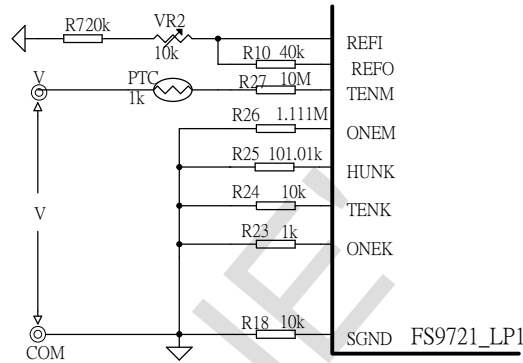 R720k
VR2
10k
REFI
R10 40k
REFO
V
PTC
1k
R27 10M
TENM
R26 1.111M
ONEM
R25 101.01k
HUNK
V
R24 10k
TENK
R23 1k
ONEK
R18 10k
SGND FS9721_LP1
COM